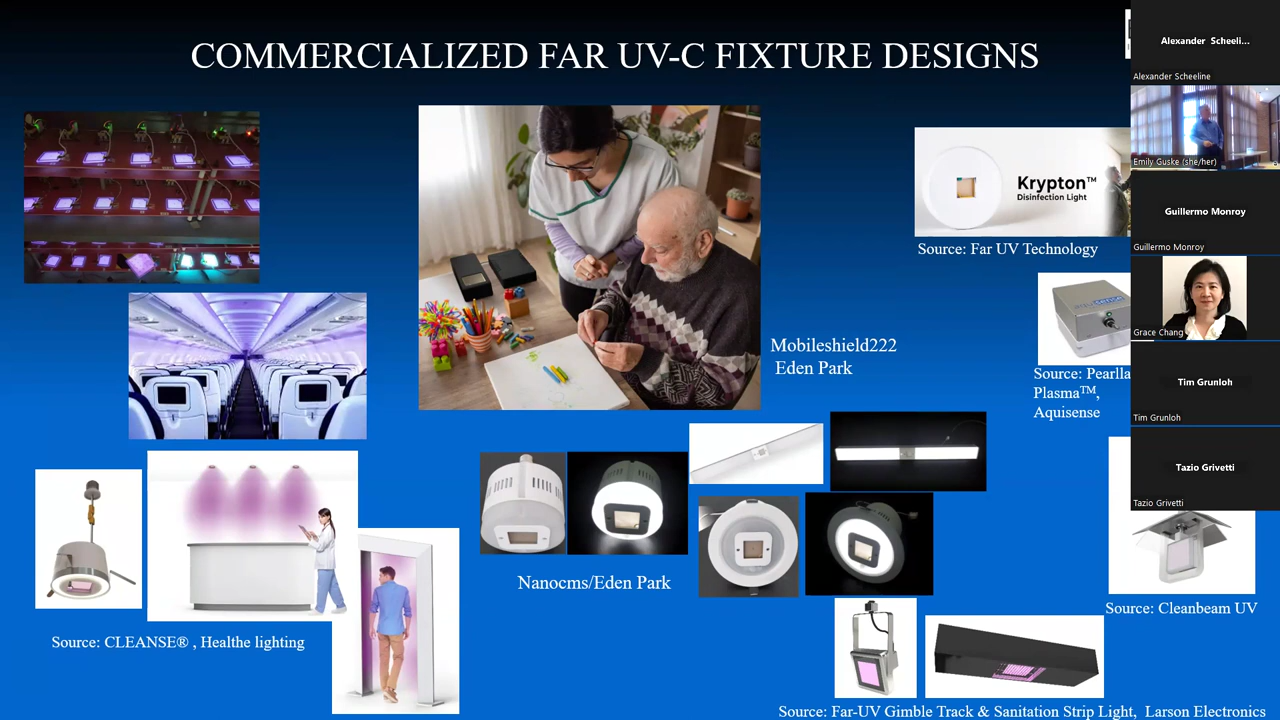 COMMERCIALIZED FAR UV-C FIXTURE DESIGNS
Krypton™
Disinfection Light
Source: Far UV Technology
Mobileshield222
Eden Park
Source: Pearlla
Plasma™,
Aquisense
Nanocms/Eden Park
Source: CLEANSE® , Healthe lighting
Source: Cleanbeam UV
Source: Far-UV Gimble Track & Sanitation Strip Light, Larson Electronics
Alexander Scheeli...
Alexander Scheeline
Emily Guske (she/her)
Guillermo Monroy
Guillermo Monroy
Grace Chang
Tim Grunloh
Tim Grunloh
Tazio Grivetti
Tazio Grivetti